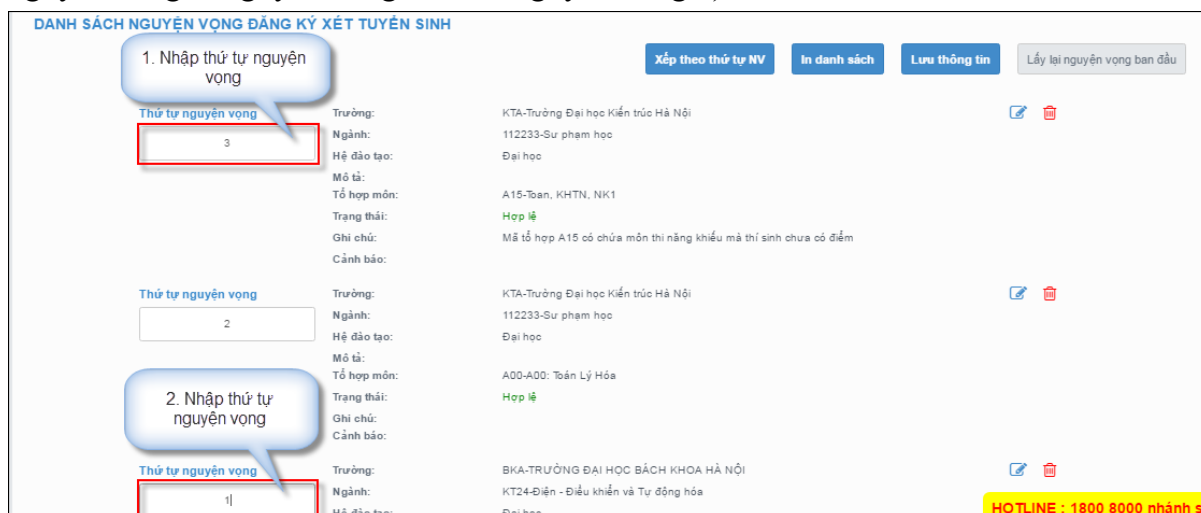 DANH SÁCH NGUYỆN VỌNG ĐĂNG KÝ XÉT TUYỂN SINH
1. Nhập thứ tự nguyện
vọng
Xếp theo thứ tự NV In danh sách Lưu thông tin Lấy lại nguyện vọng ban đầu
Thứ tự nguyện vọng
3
Trường: KTA-Trường Đại học Kiến trúc Hà Nội
Ngành: 112233-Sư phạm học
Hệ đào tạo: Đại học
Mô tả:
Tổ hợp môn: A15-Toan, KHTN, NK1
Trạng thái: Hợp lệ
Ghi chú: Mã tổ hợp A15 có chứa môn thi năng khiếu mà thí sinh chưa có điểm
Cảnh báo:
Thứ tự nguyện vọng
2
Trường: KTA-Trường Đại học Kiến trúc Hà Nội
Ngành: 112233-Sư phạm học
Hệ đào tạo: Đại học
Mô tả:
Tổ hợp môn: A00-A00: Toán Lý Hóa
Trạng thái: Hợp lệ
Ghi chú:
Cảnh báo:
2. Nhập thứ tự
nguyện vọng
Thứ tự nguyện vọng
1
Trường: BKA-TRƯỜNG ĐẠI HỌC BÁCH KHOA HÀ NỘI
Ngành: KT24-Điện - Điều khiển và Tự động hóa
Hệ đào tạo: Đại học
HOTLINE : 1800 8000 nhánh